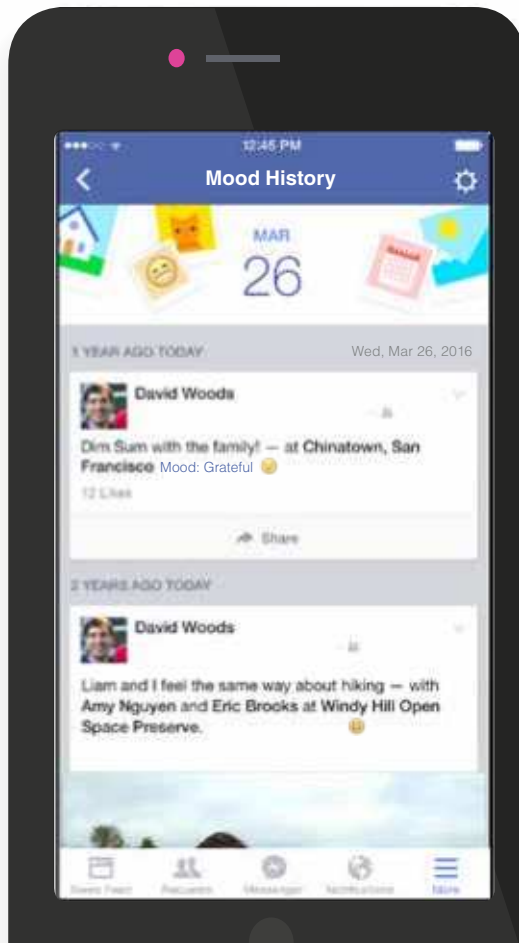 12:45 PM
Mood History
MAR
26
1 YEAR AGO TODAY
Wed, Mar 26, 2016
David Woods
Dim Sum with the family! — at Chinatown, San
Francisco Mood: Grateful
12 Likes
Share
2 YEARS AGO TODAY
David Woods
Liam and I feel the same way about hiking — with
Amy Nguyen and Eric Brooks at Windy Hill Open
Space Preserve.
News Feed Requests Messenger Notifications More